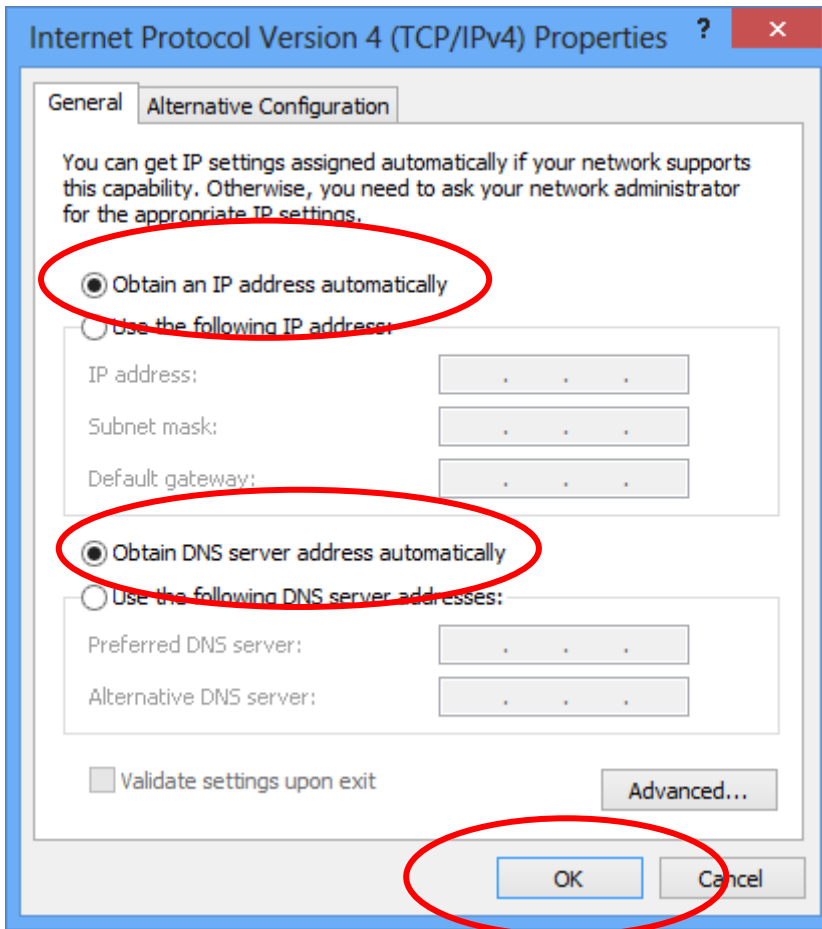 Internet Protocol Version 4 (TCP/IPv4) Properties ?
General Alternative Configuration
You can get IP settings assigned automatically if your network supports
this capability. Otherwise, you need to ask your network administrator
for the appropriate IP settings.
Obtain an IP address automatically
Use the following IP address:
IP address: . . .
Subnet mask: . . .
Default gateway: . . .
Obtain DNS server address automatically
Use the following DNS server addresses:
Preferred DNS server: . . .
Alternative DNS server: . . .
Validate settings upon exit
Advanced...
OK Cancel